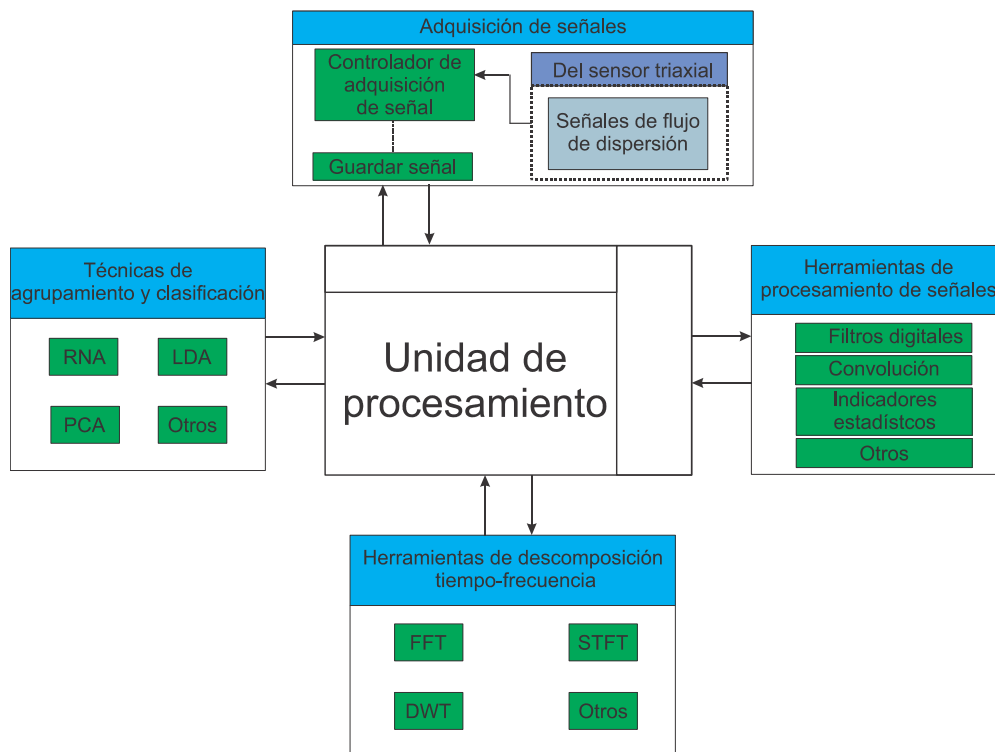 Adquisición de señales
Controlador de
adquisición
de señal
Guardar señal
Del sensor triaxial
Señales de flujo
de dispersión
Técnicas de
agrupamiento y clasificación
RNA
LDA
PCA
Otros
Unidad de
procesamiento
Herramientas de
procesamiento de señales
Filtros digitales
Convolución
Indicadores
estadístcos
Otros
Herramientas de descomposición
tiempo-frecuencia
FFT
STFT
DWT
Otros